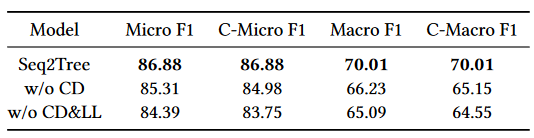 Model Micro F1 C-Micro F1 Macro F1 C-Macro F1
Seq2Tree 86.88 86.88 70.01 70.01
w/o CD 85.31 84.98 66.23 65.15
w/o CD&LL 84.39 83.75 65.09 64.55